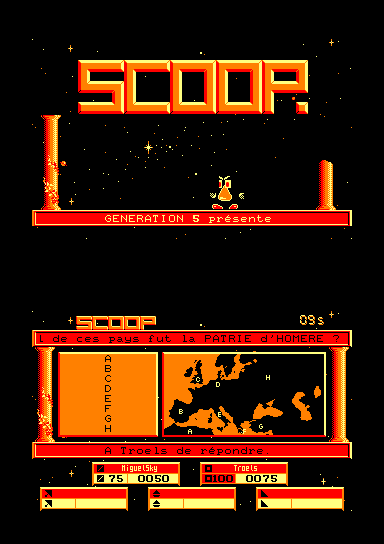 SCOOP.
GENERATION 5 présente
SCOOP
09s
l de ces pays fut la PATRIE d'HOMERE ?
A
B
C
D
E
F
G
H
H
C
D
B
E
G
A
F
A Troels de répondre
MiguelSky
Troels
75 0050
100 0075